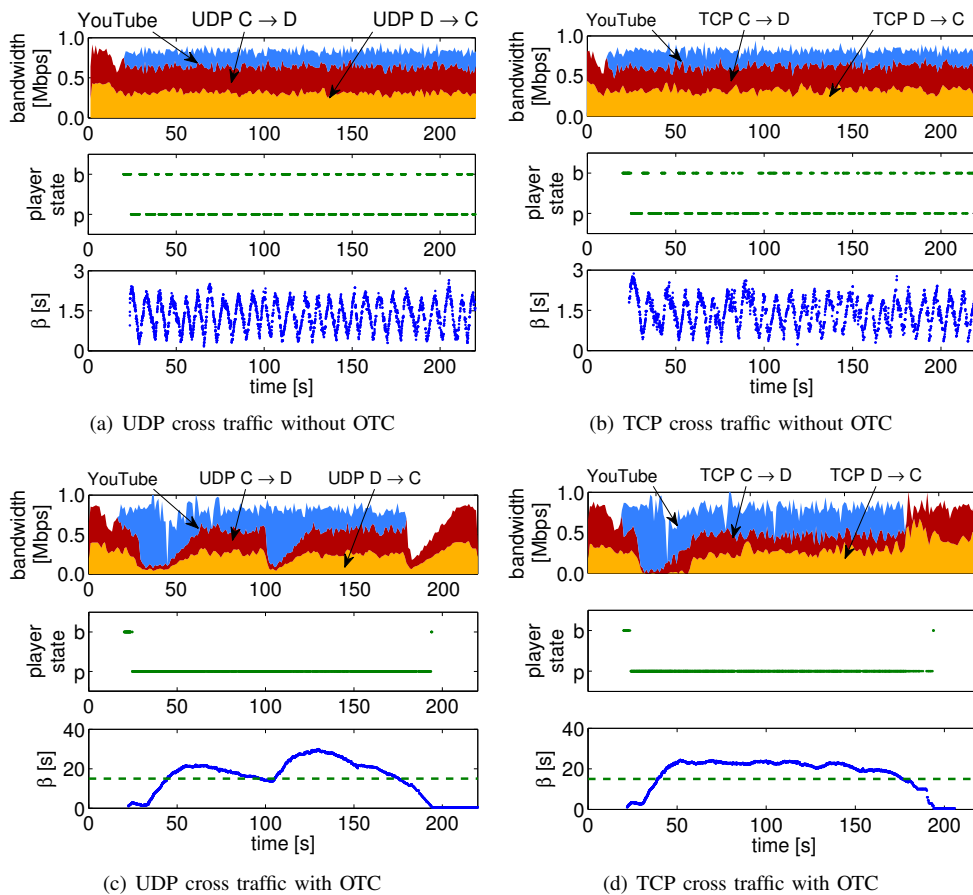 YouTube UDP C → D UDP D → C
bandwidth
[Mbps]
1.0
0.5
0.0
0 50 100 150 200
player
state
b
p
0 50 100 150 200
β [s]
3
1.5
0
0 50 100 150 200
time [s]
(a) UDP cross traffic without OTC
YouTube TCP C → D TCP D → C
bandwidth
[Mbps]
1.0
0.5
0.0
0 50 100 150 200
player
state
b
p
0 50 100 150 200
β [s]
3
1.5
0
0 50 100 150 200
time [s]
(b) TCP cross traffic without OTC
YouTube UDP C → D UDP D → C
bandwidth
[Mbps]
1.0
0.5
0.0
0 50 100 150 200
player
state
b
p
0 50 100 150 200
β [s]
40
20
0
0 50 100 150 200
time [s]
(c) UDP cross traffic with OTC
YouTube TCP C → D TCP D → C
bandwidth
[Mbps]
1.0
0.5
0.0
0 50 100 150 200
player
state
b
p
β [s]
40
20
0
0 50 100 150 200
time [s]
(d) TCP cross traffic with OTC